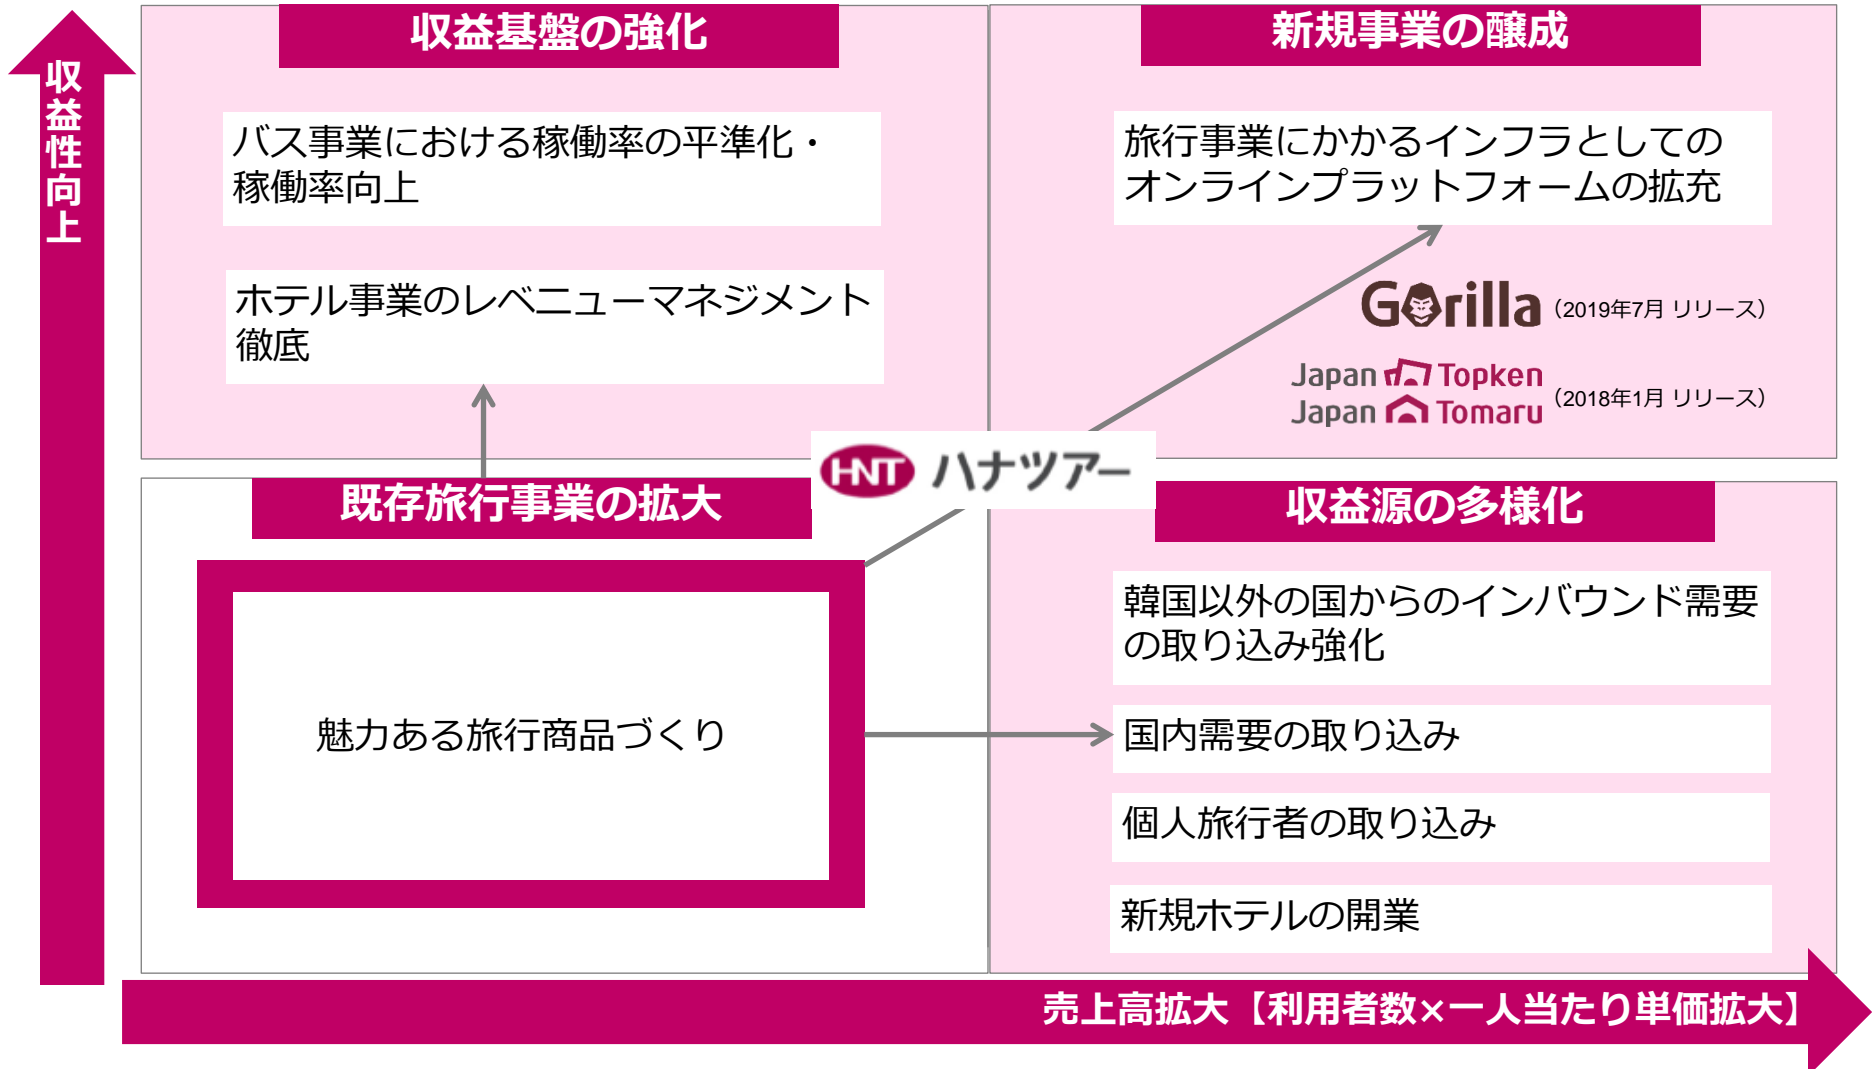 収益性向上
収益基盤の強化
バス事業における稼働率の平準化・
稼働率向上
ホテル事業のレベニューマネジメント
徹底
新規事業の醸成
旅行事業にかかるインフラとしての
オンラインプラットフォームの拡充
Gorilla（2019年7月 リリース）
Japan Topken
Japan Tomaru
（2018年1月 リリース）
HNT ハナツアー
既存旅行事業の拡大
魅力ある旅行商品づくり
収益源の多様化
韓国以外の国からのインバウンド需要
の取り込み強化
国内需要の取り込み
個人旅行者の取り込み
新規ホテルの開業
売上高拡大【利用者数×一人当たり単価拡大】